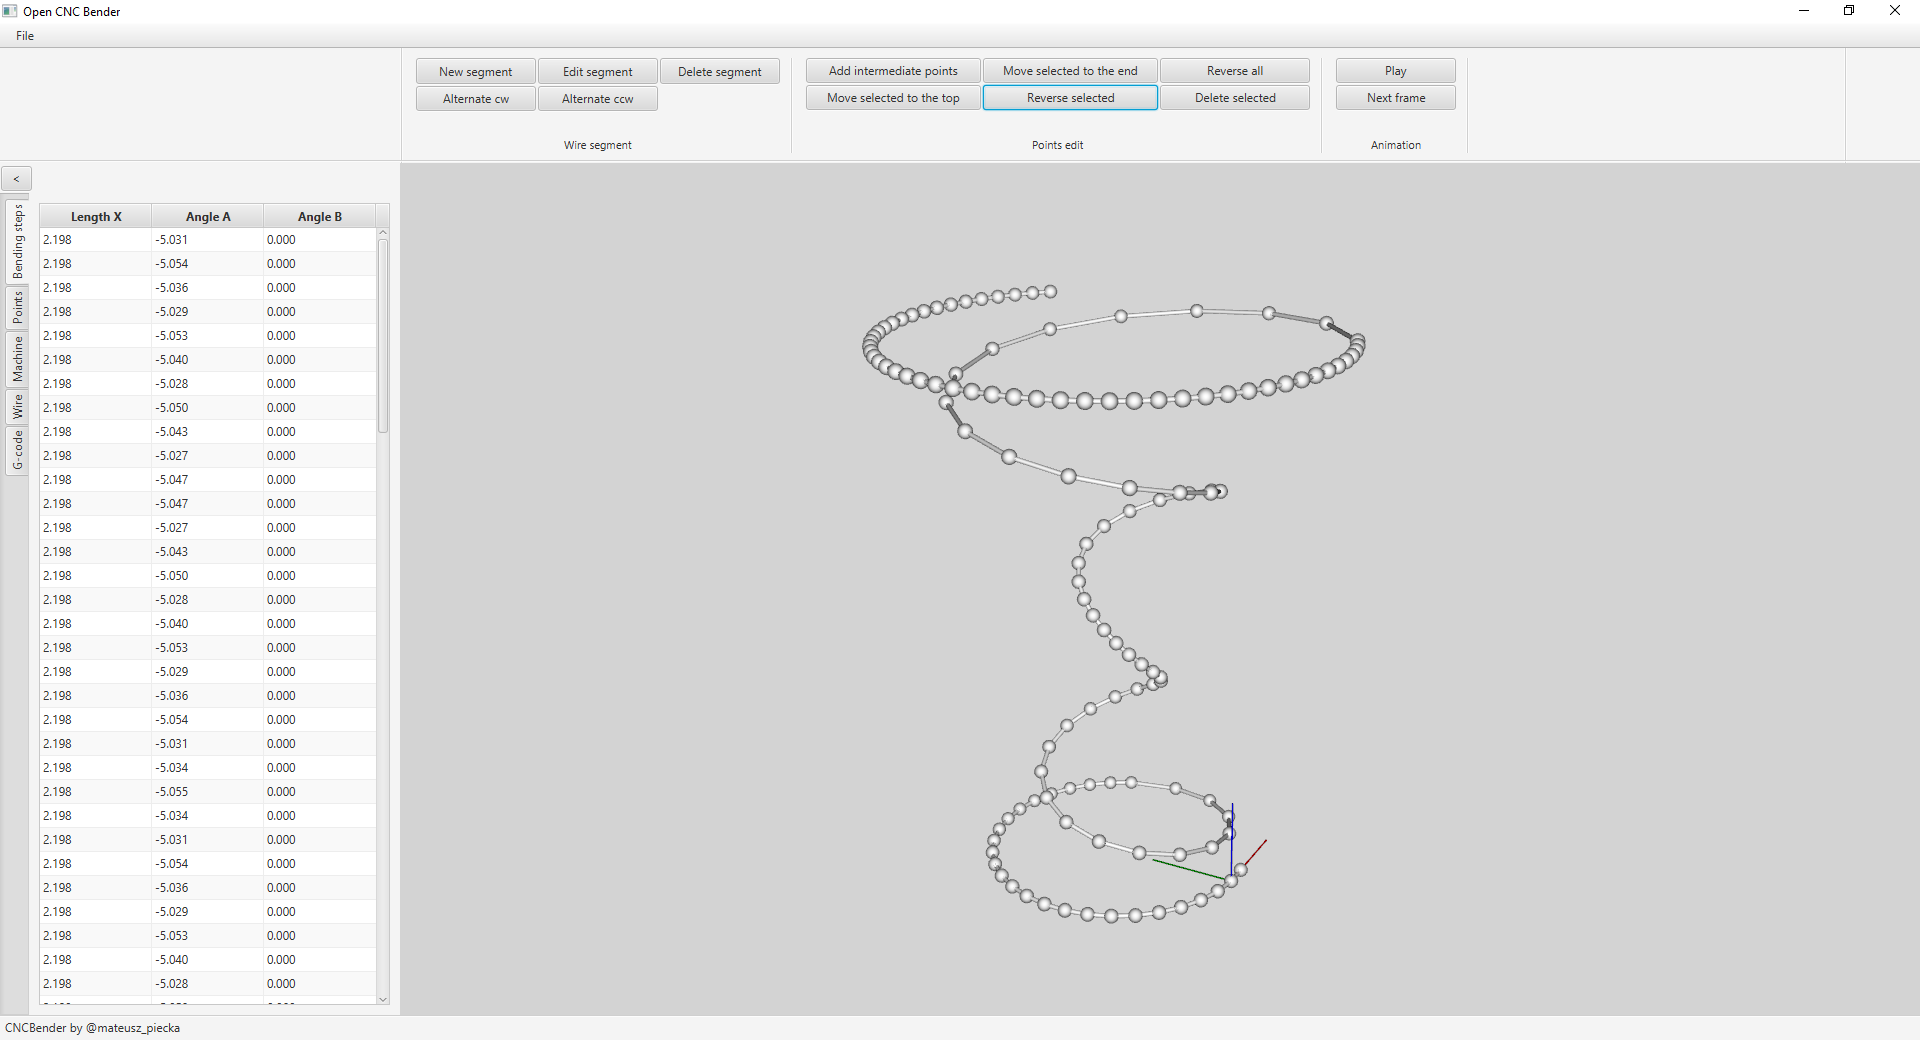 Open CNC Bender
File
New segment Edit segment Delete segment
Alternate cw Alternate ccw
Wire segment
Add intermediate points Move selected to the end Reverse all
Move selected to the top Reverse selected Delete selected
Points edit
Play
Next frame
Animation
<
Bending steps
Points
Machine
Wire
G-code
Length X Angle A Angle B
2.198 -5.031 0.000
2.198 -5.054 0.000
2.198 -5.036 0.000
2.198 -5.029 0.000
2.198 -5.053 0.000
2.198 -5.040 0.000
2.198 -5.028 0.000
2.198 -5.050 0.000
2.198 -5.043 0.000
2.198 -5.027 0.000
2.198 -5.047 0.000
2.198 -5.047 0.000
2.198 -5.027 0.000
2.198 -5.043 0.000
2.198 -5.050 0.000
2.198 -5.028 0.000
2.198 -5.040 0.000
2.198 -5.053 0.000
2.198 -5.029 0.000
2.198 -5.036 0.000
2.198 -5.054 0.000
2.198 -5.031 0.000
2.198 -5.034 0.000
2.198 -5.055 0.000
2.198 -5.034 0.000
2.198 -5.031 0.000
2.198 -5.054 0.000
2.198 -5.036 0.000
2.198 -5.029 0.000
2.198 -5.053 0.000
2.198 -5.040 0.000
2.198 -5.028 0.000
CNCBender by @mateusz_piecka